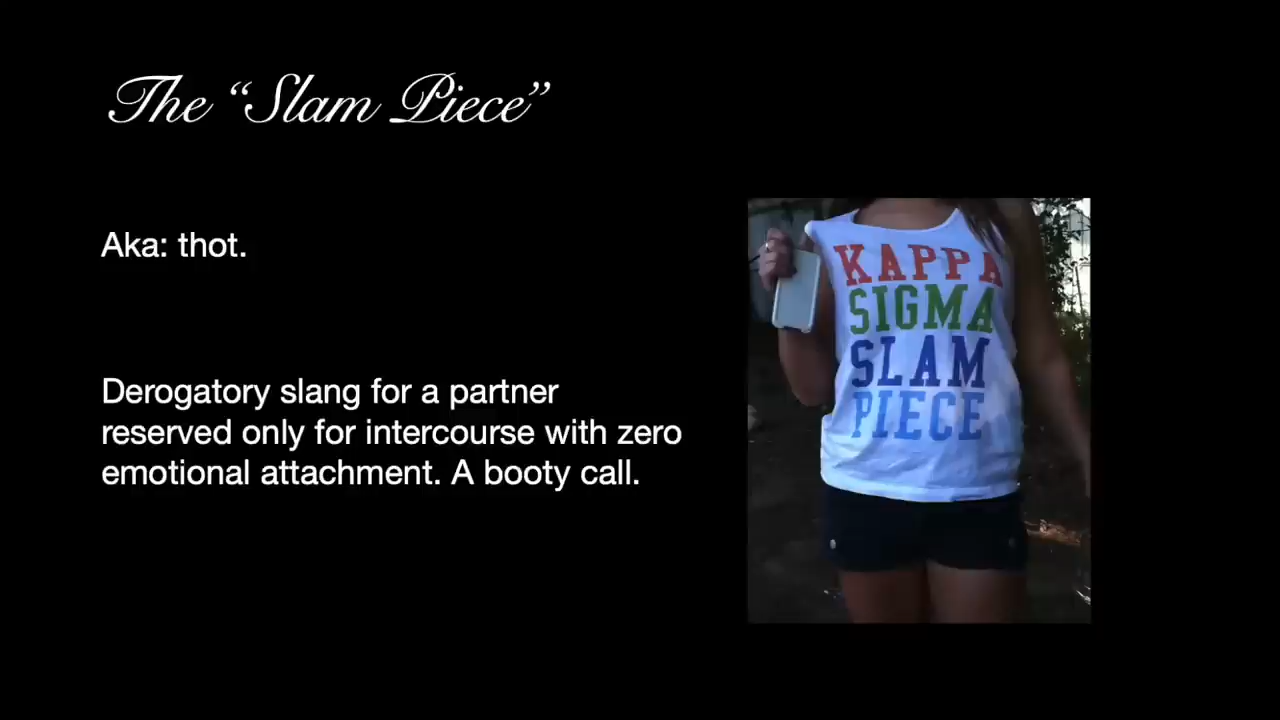 The “Slam Piece”
Aka: thot.
Derogatory slang for a partner
reserved only for intercourse with zero
emotional attachment. A booty call.
KAPPA
SIGMA
SLAM
PIECE